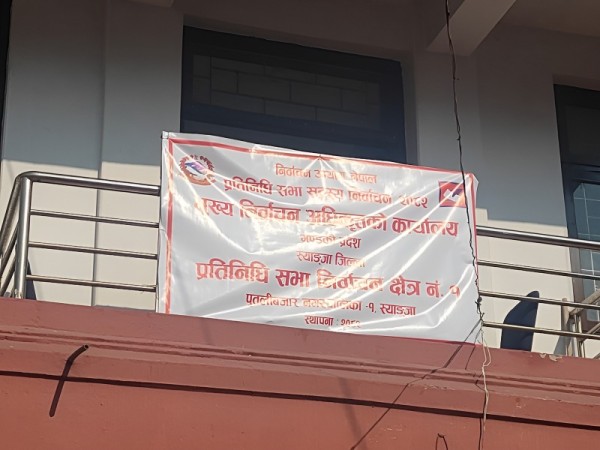 निर्वाचन आयोग नेपाल
प्रतिनिधि सभा सदस्य निर्वाचन २०८२
मुख्य निर्वाचन अधिकृतको कार्यालय
गण्डकी प्रदेश
स्याङ्जा जिल्ला
प्रतिनिधि सभा निर्वाचन क्षेत्र नं. १
पुतलीबजार नगरपालिका -१, स्याङ्जा
स्थापना : २०८२